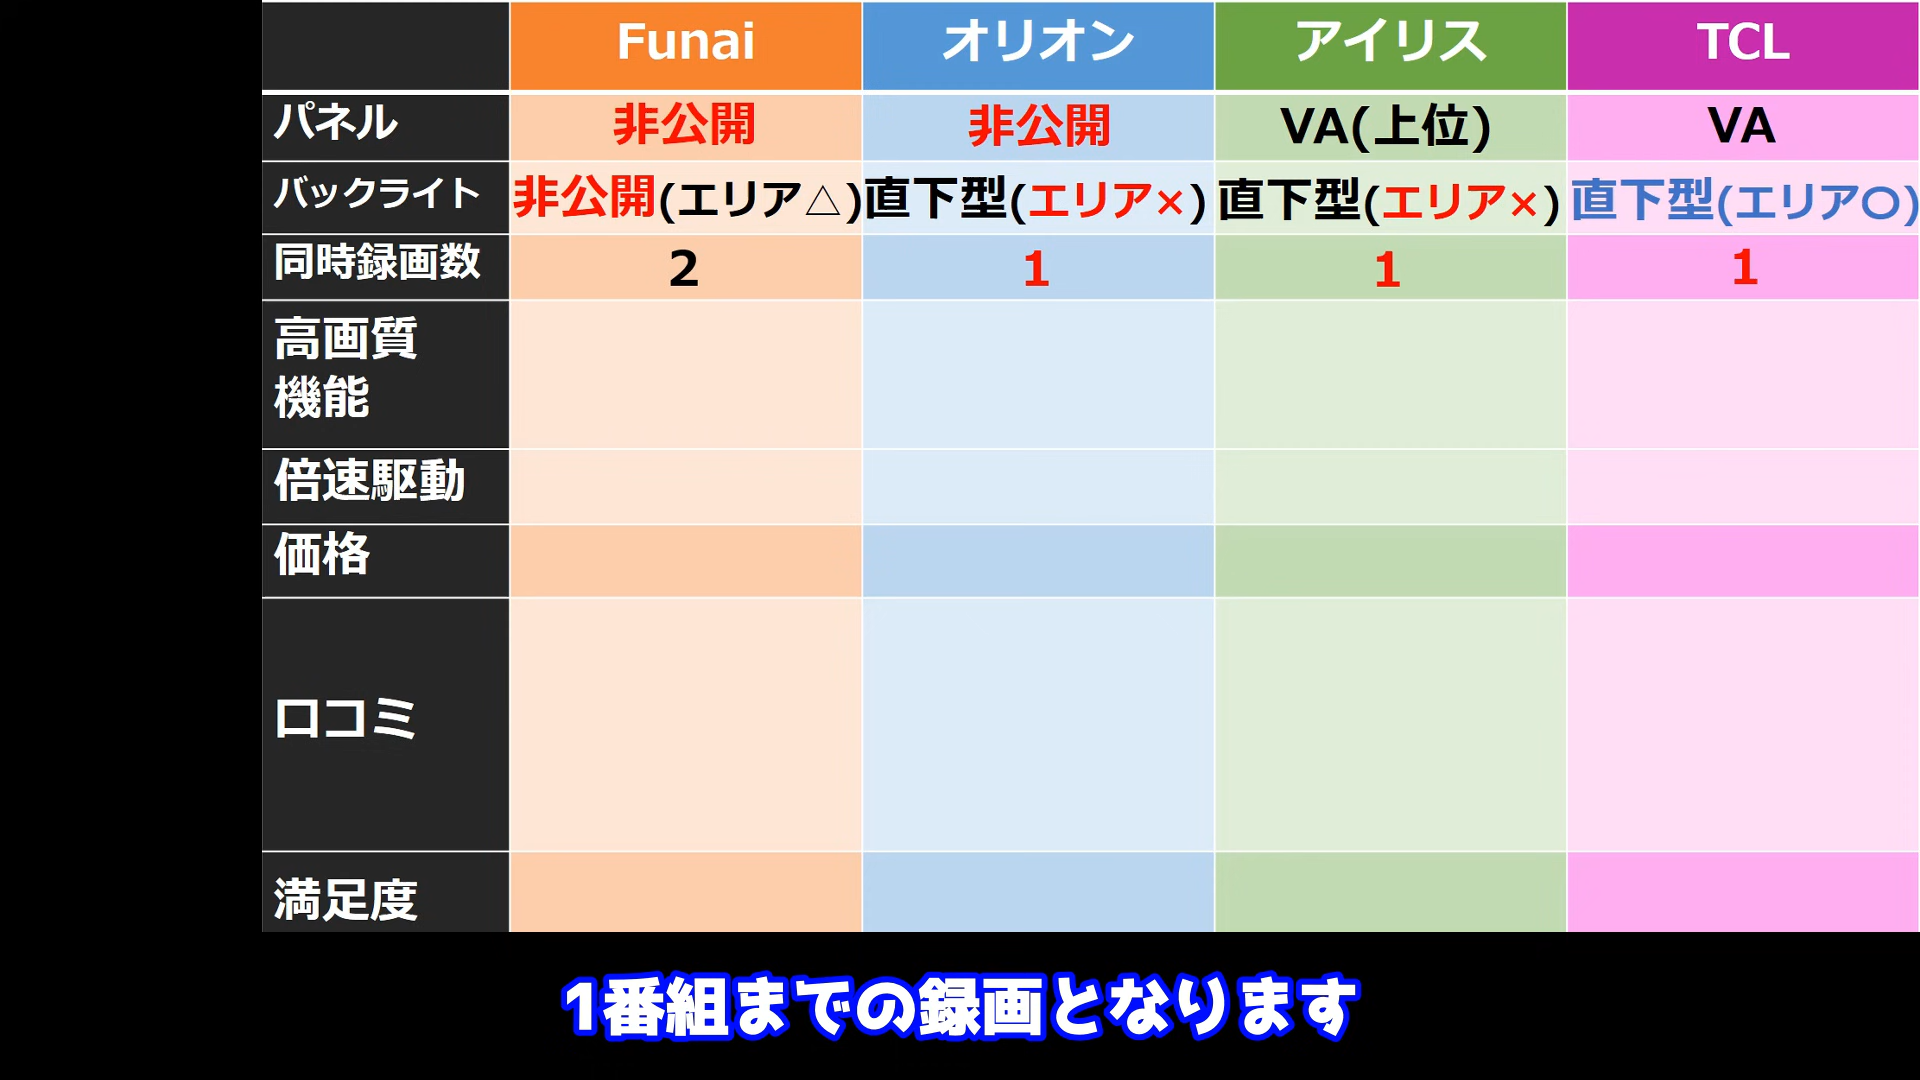 Funai オリオン アイリス TCL
パネル 非公開 非公開 VA(上位) VA
バックライト 非公開(エリア△) 直下型(エリア×) 直下型(エリア×) 直下型(エリア〇)
同時録画数 2 1 1 1
高画質
機能
倍速駆動
価格
口コミ
満足度
1番組までの録画となります